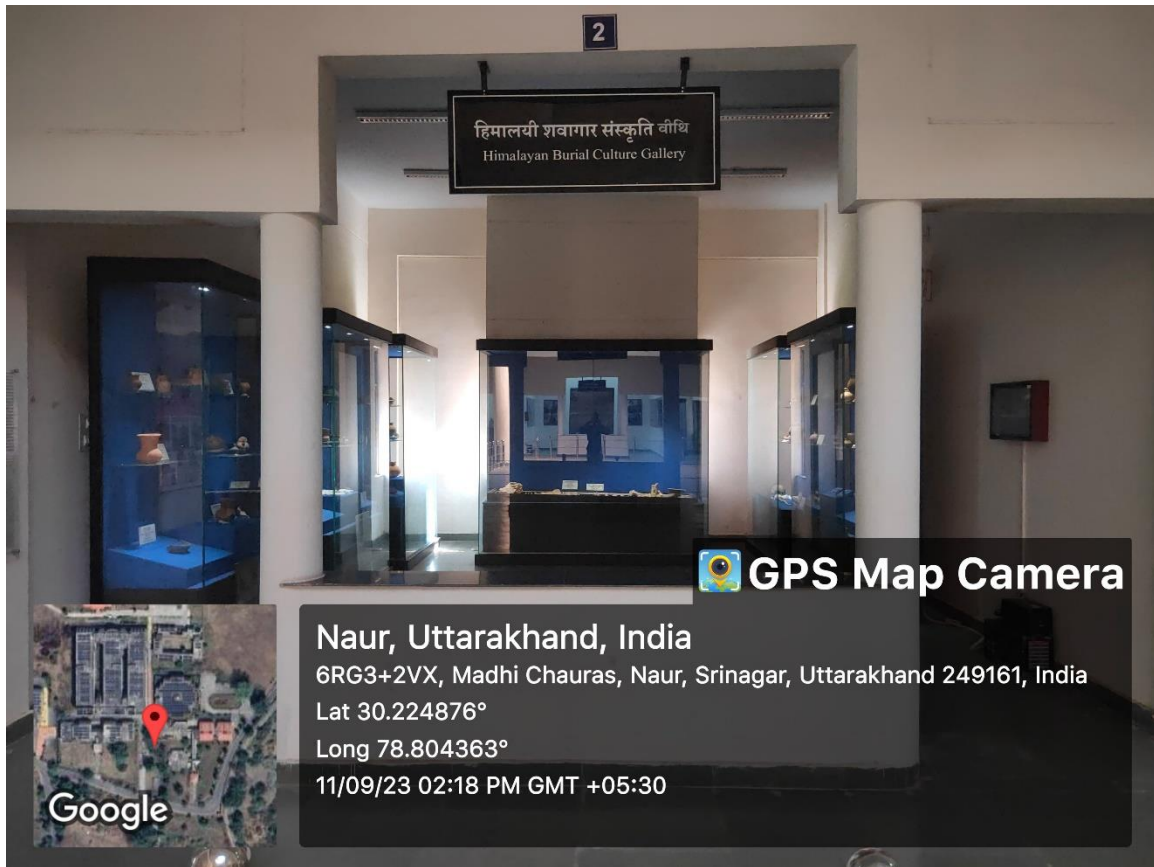 2
हिमालयी शवागार संस्कृति वीथि
Himalayan Burial Culture Gallery
GPS Map Camera
Naur, Uttarakhand, India
6RG3+2VX, Madhi Chauras, Naur, Srinagar, Uttarakhand 249161, India
Lat 30.224876°
Long 78.804363°
11/09/23 02:18 PM GMT +05:30
Google